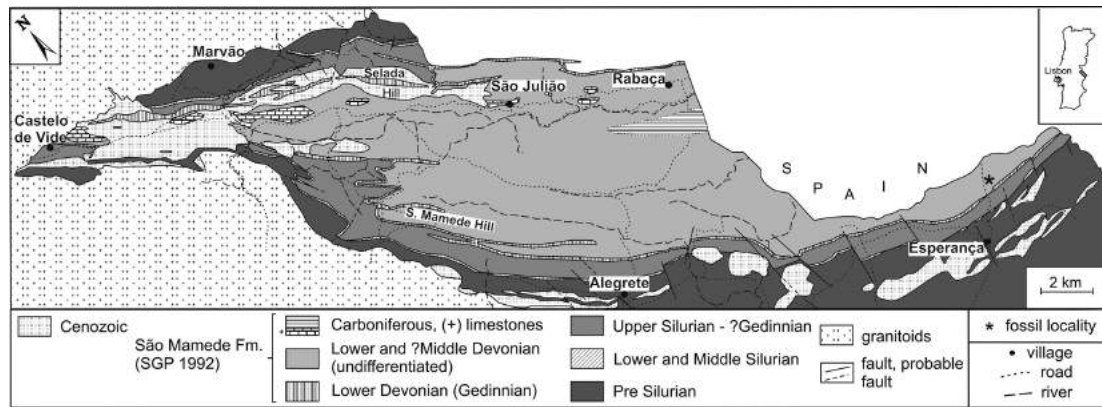 N
Marvão
Selada
Hill
São Julião
Rabaça
Lisbon
Castelo
de Vide
S P A I N
*
S. Mamede Hill
Esperança
Alegrete
2 km
Cenozoic
São Mamede Fm.
(SGP 1992)
Carboniferous, (+) limestones
Lower and ?Middle Devonian
(undifferentiated)
Lower Devonian (Gedinnian)
Upper Silurian - ?Gedinnian
Lower and Middle Silurian
Pre Silurian
granitoids
fault, probable
fault
* fossil locality
village
road
river